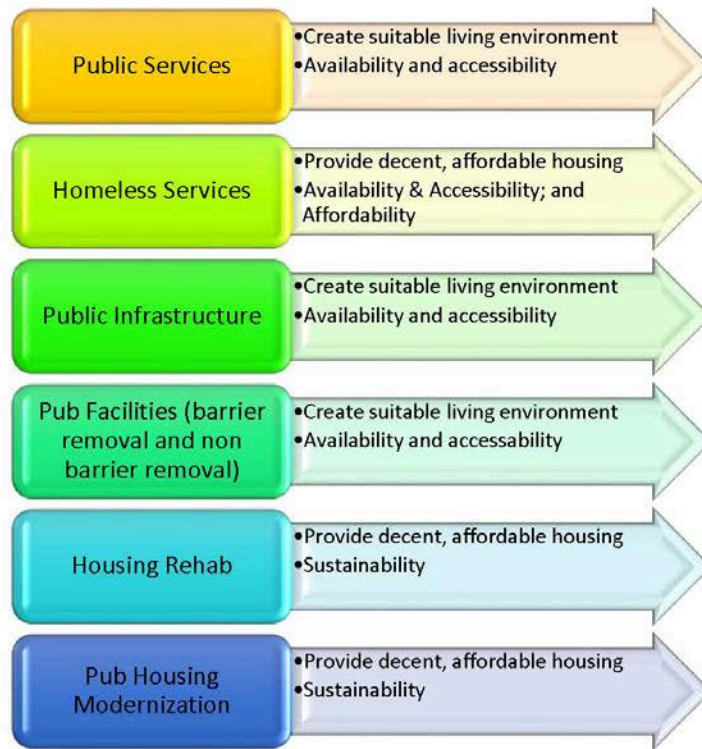 Public Services
•Create suitable living environment
•Availability and accessibility
Homeless Services
•Provide decent, affordable housing
•Availability & Accessibility; and
Affordability
Public Infrastructure
•Create suitable living environment
•Availability and accessibility
Pub Facilities (barrier
removal and non
barrier removal)
•Create suitable living environment
•Availability and accessability
Housing Rehab
•Provide decent, affordable housing
•Sustainability
Pub Housing
Modernization
•Provide decent, affordable housing
•Sustainability